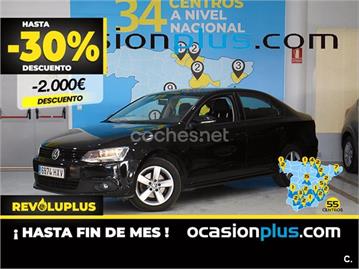 HASTA
-30%
DESCUENTO
-2.000€
DESCUENTO
34 CENTROS
A NIVEL
NACIONAL
ocasionplus.com
coches.net
REVOLUPLUS
55
CENTROS
¡ HASTA FIN DE MES !
ocasionplus.com
C.